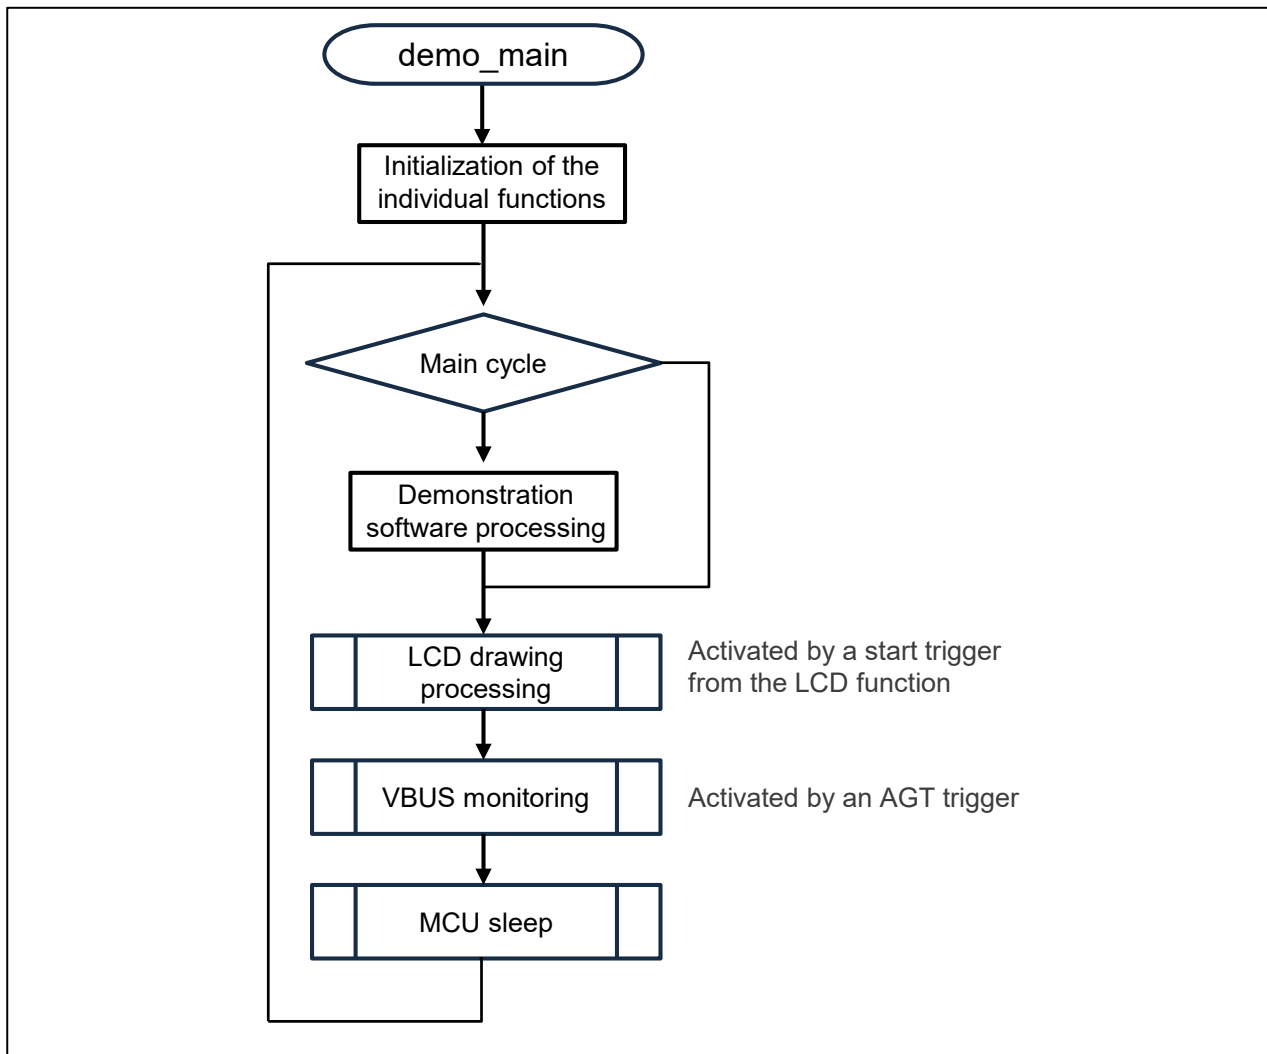 demo_main
Initialization of the
individual functions
Main cycle
Demonstration
software processing
LCD drawing
processing
Activated by a start trigger
from the LCD function
VBUS monitoring
Activated by an AGT trigger
MCU sleep